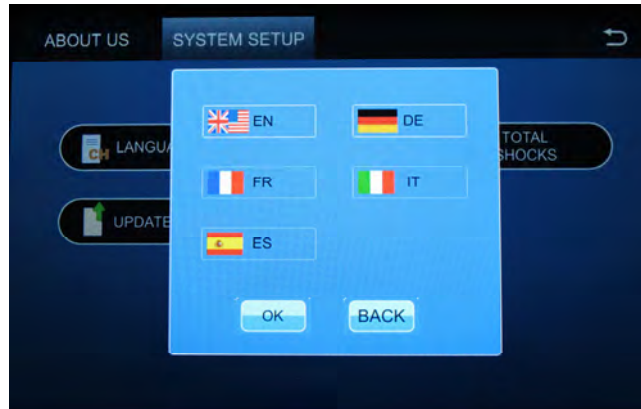 ABOUT US
SYSTEM SETUP
EN
DE
CH
LANGUA
TOTAL
SHOCKS
FR
IT
UPDATE
ES
OK
BACK